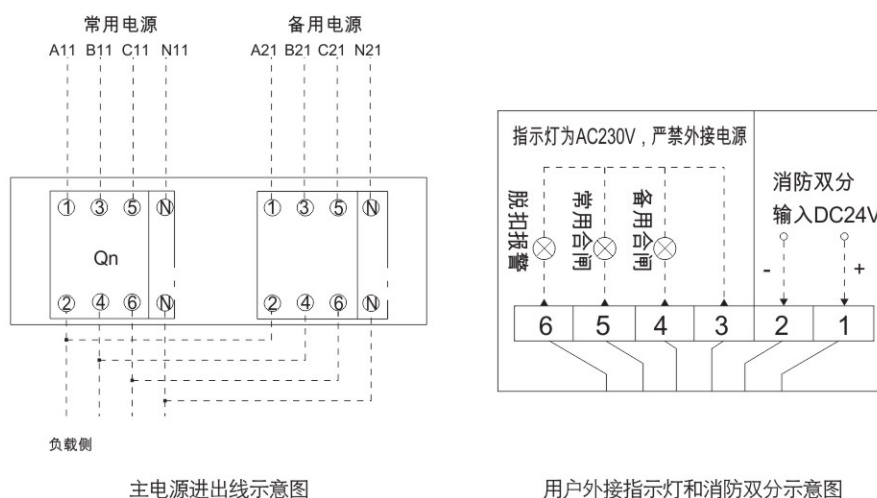 常用电源
A11 B11 C11 N11
备用电源
A21 B21 C21 N21
1 3 5 N
Qn
2 4 6 N
1 3 5 N
2 4 6 N
负载侧
主电源进出线示意图
指示灯为AC230V，严禁外接电源
脱扣报警
常用合闸
备用合闸
消防双分
输入DC24V
- +
6 5 4 3 2 1
用户外接指示灯和消防双分示意图